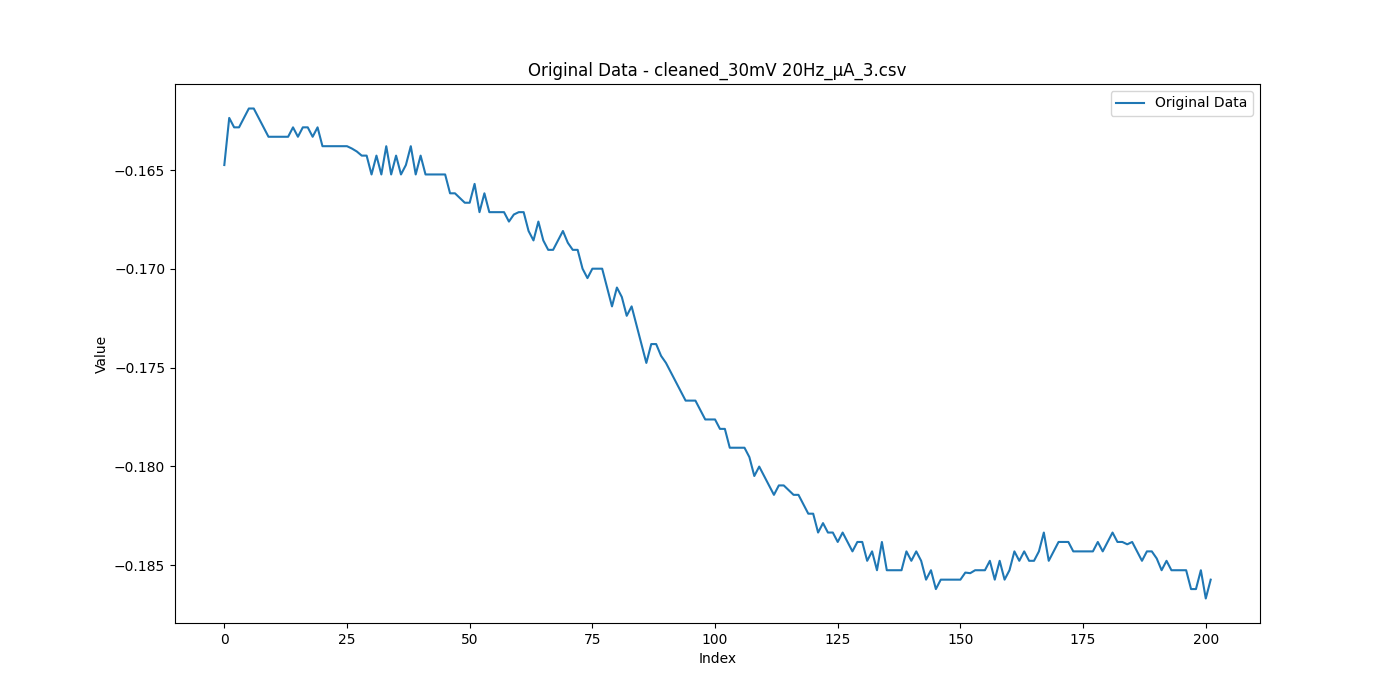 Original Data - cleaned_30mV 20Hz_μA_3.csv
Original Data
−0.165
−0.170
−0.175
−0.180
−0.185
Value
0 25 50 75 100 125 150 175 200
Index